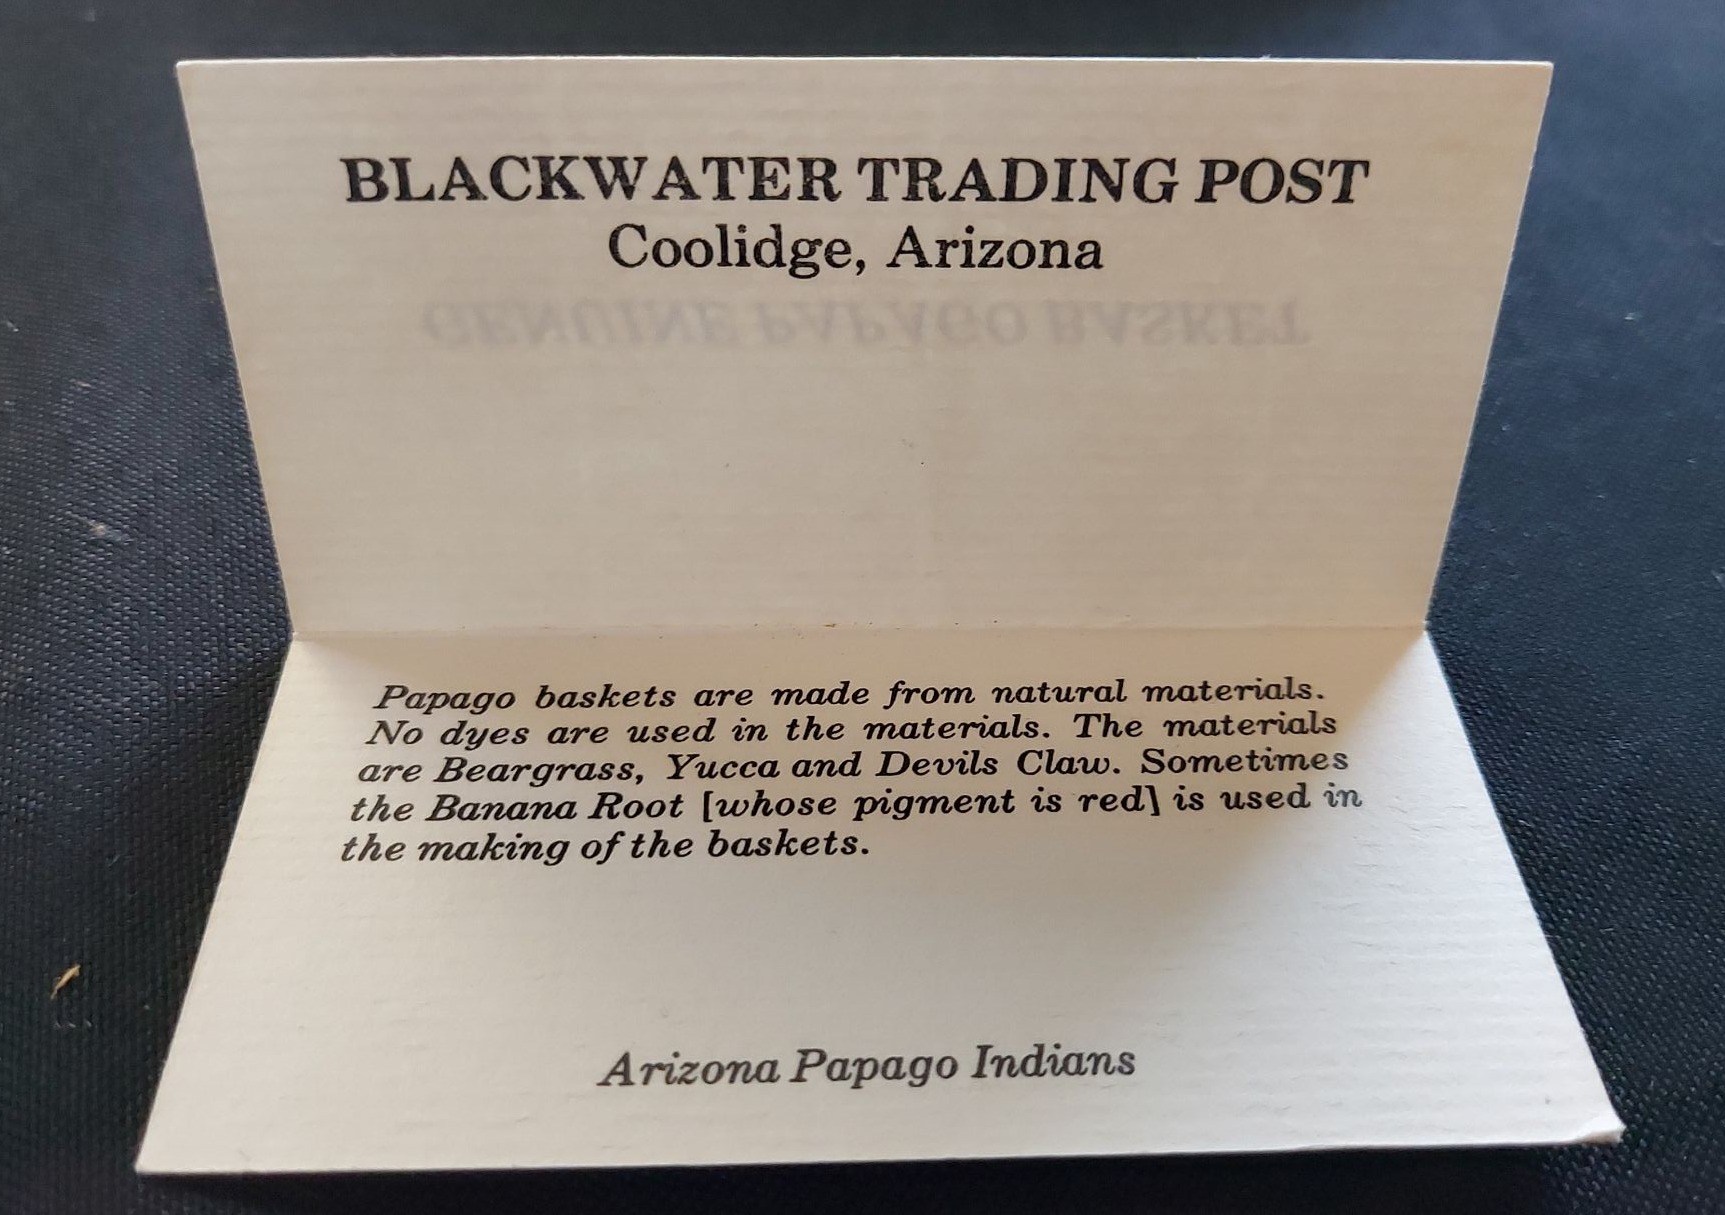 BLACKWATER TRADING POST
Coolidge, Arizona
GENUINE PAPAGO BASKET
Papago baskets are made from natural materials.
No dyes are used in the materials. The materials
are Beargrass, Yucca and Devils Claw. Sometimes
the Banana Root [whose pigment is red] is used in
the making of the baskets.
Arizona Papago Indians